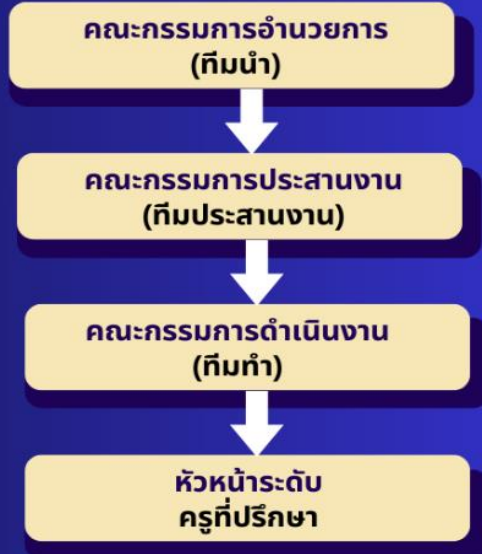 คณะกรรมการอำนวยการ
(ทีมนำ)
คณะกรรมการประสานงาน
(ทีมประสานงาน)
คณะกรรมการดำเนินงาน
(ทีมทำ)
หัวหน้าระดับ
ครูที่ปรึกษา